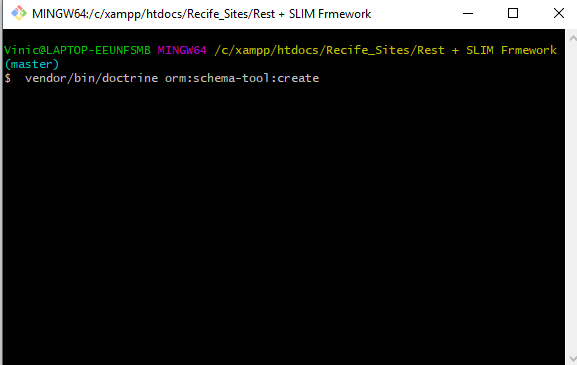 MINGW64:/c/xampp/htdocs/Recife_Sites/Rest + SLIM Frmework
Vinic@LAPTOP-EEUNFSMB MINGW64 /c/xampp/htdocs/Recife_Sites/Rest + SLIM Frmework
(master)
$  vendor/bin/doctrine orm:schema-tool:create